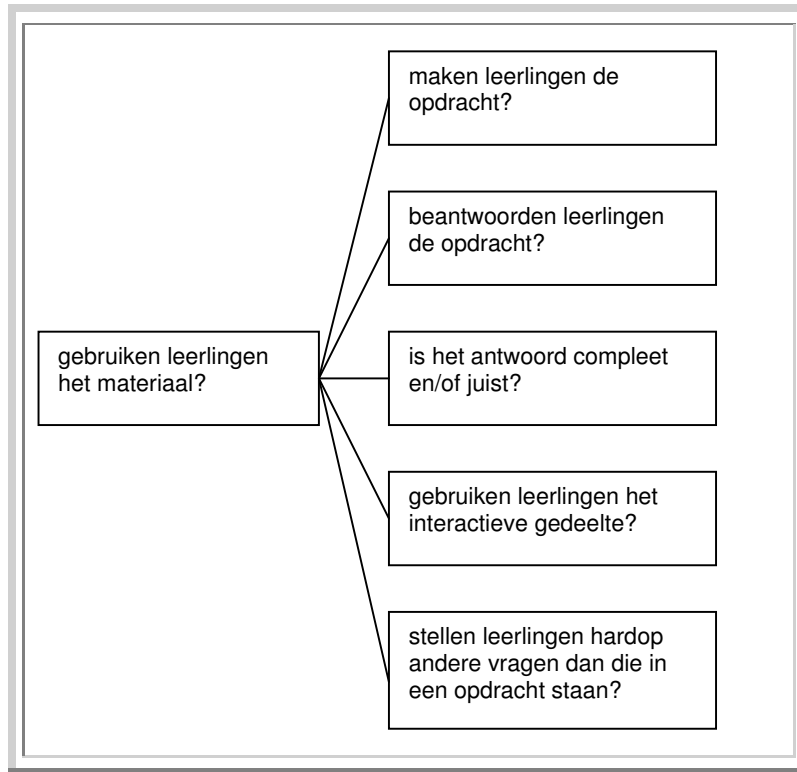 maken leerlingen de
opdracht?
beantwoorden leerlingen
de opdracht?
gebruiken leerlingen
het materiaal?
is het antwoord compleet
en/of juist?
gebruiken leerlingen het
interactieve gedeelte?
stellen leerlingen hardop
andere vragen dan die in
een opdracht staan?